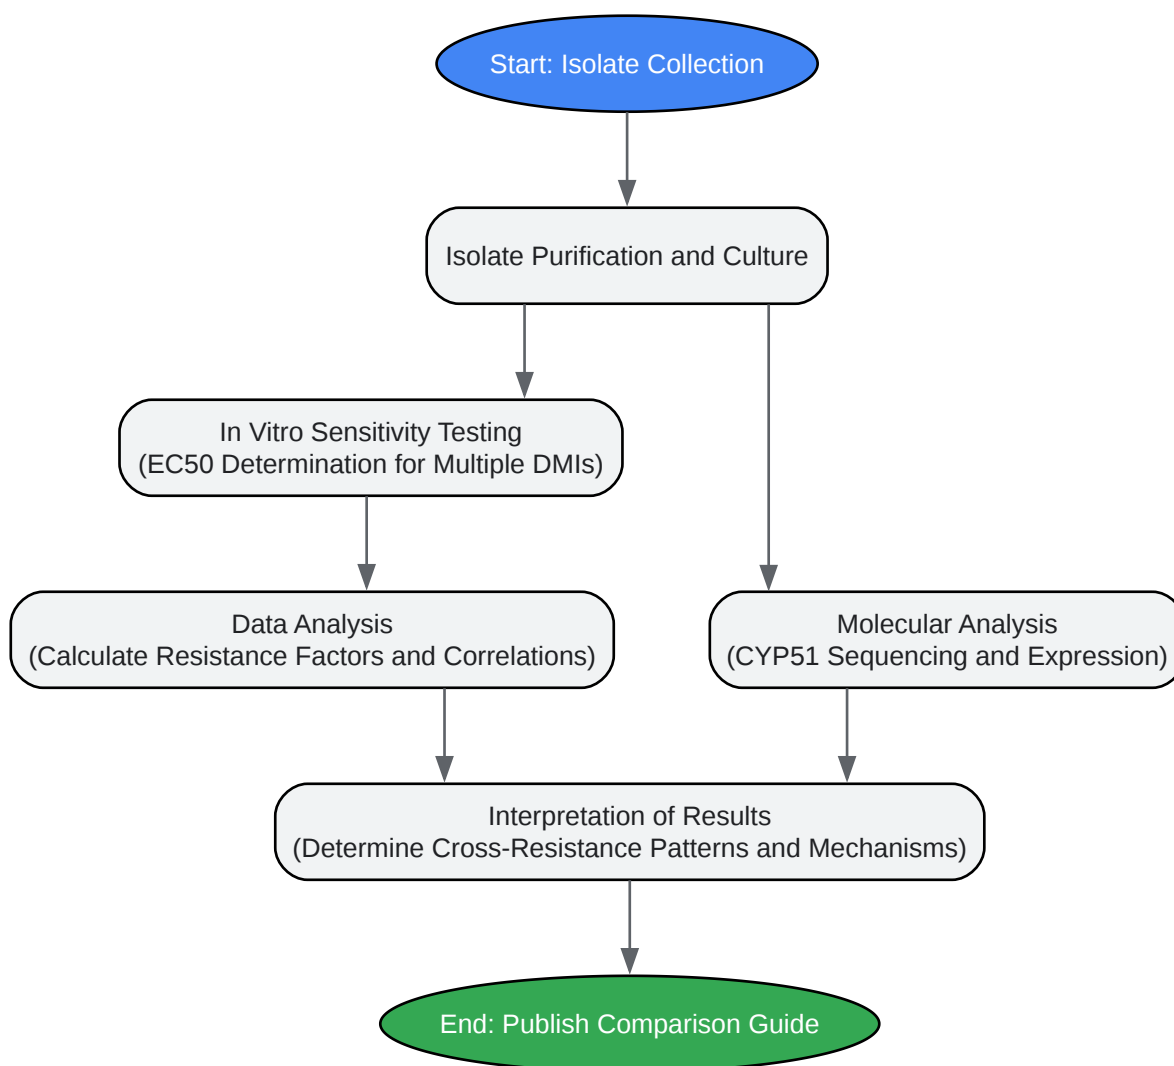 Start: Isolate Collection
Isolate Purification and Culture
In Vitro Sensitivity Testing
(EC50 Determination for Multiple DMIs)
Data Analysis
(Calculate Resistance Factors and Correlations)
Molecular Analysis
(CYP51 Sequencing and Expression)
Interpretation of Results
(Determine Cross-Resistance Patterns and Mechanisms)
End: Publish Comparison Guide